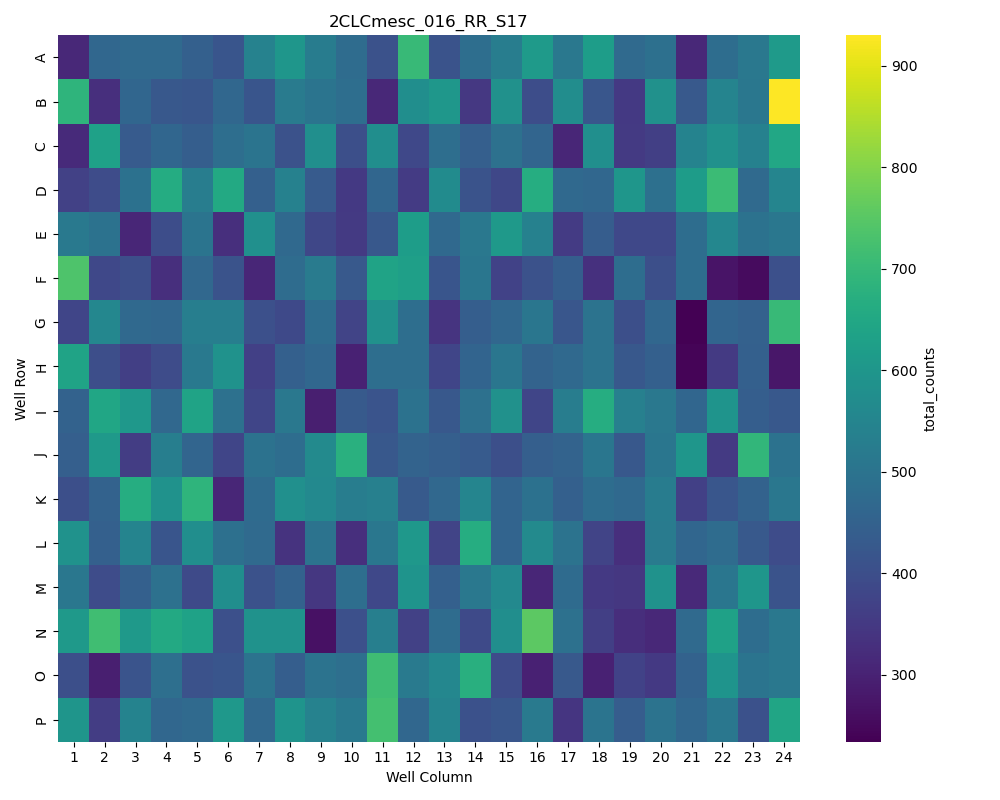 2CLCmesc_016_RR_S17
Well Row
A
B
C
D
E
F
G
H
I
J
K
L
M
N
O
P
1 2 3 4 5 6 7 8 9 10 11 12 13 14 15 16 17 18 19 20 21 22 23 24
Well Column
900
800
700
600
500
400
300
total_counts